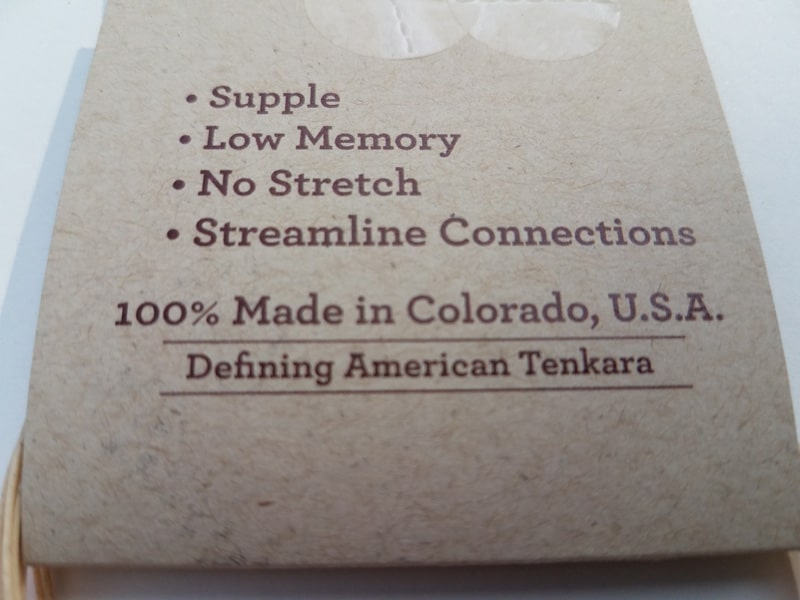 • Supple
• Low Memory
• No Stretch
• Streamline Connections
100% Made in Colorado, U.S.A.
Defining American Tenkara